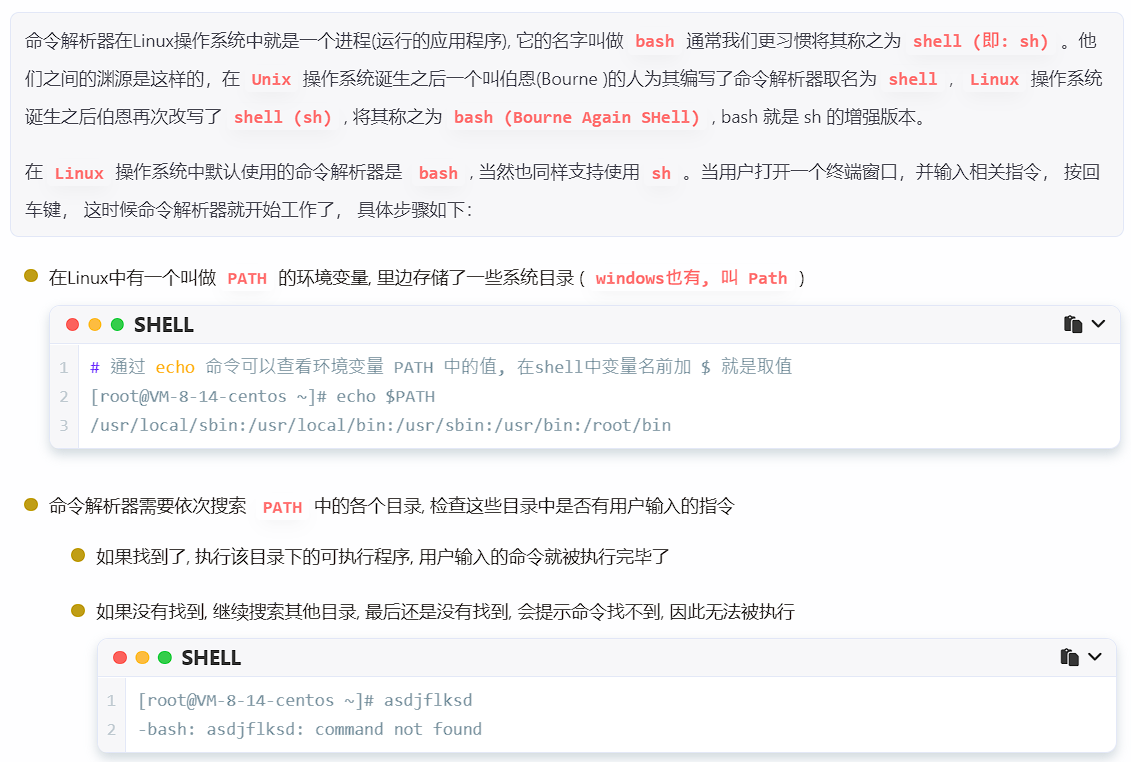 命令解析器在Linux操作系统中就是一个进程(运行的应用程序), 它的名字叫做 bash 通常我们更习惯将其称之为 shell (即: sh) 。他
们之间的渊源是这样的，在 Unix 操作系统诞生之后一个叫伯恩(Bourne )的人为其编写了命令解析器取名为 shell ， Linux 操作系统
诞生之后伯恩再次改写了 shell (sh) , 将其称之为 bash (Bourne Again SHell) , bash 就是 sh 的增强版本。
在 Linux 操作系统中默认使用的命令解析器是 bash , 当然也同样支持使用 sh 。当用户打开一个终端窗口，并输入相关指令， 按回
车键， 这时候命令解析器就开始工作了， 具体步骤如下：
在Linux中有一个叫做 PATH 的环境变量, 里边存储了一些系统目录 ( windows也有, 叫 Path )
SHELL
1 # 通过 echo 命令可以查看环境变量 PATH 中的值, 在shell中变量名前加 $ 就是取值
2 [root@VM-8-14-centos ~]# echo $PATH
3 /usr/local/sbin:/usr/local/bin:/usr/sbin:/usr/bin:/root/bin
命令解析器需要依次搜索 PATH 中的各个目录, 检查这些目录中是否有用户输入的指令
如果找到了, 执行该目录下的可执行程序, 用户输入的命令就被执行完毕了
如果没有找到, 继续搜索其他目录, 最后还是没有找到, 会提示命令找不到, 因此无法被执行
SHELL
1 [root@VM-8-14-centos ~]# asdjflksd
2 -bash: asdjflksd: command not found